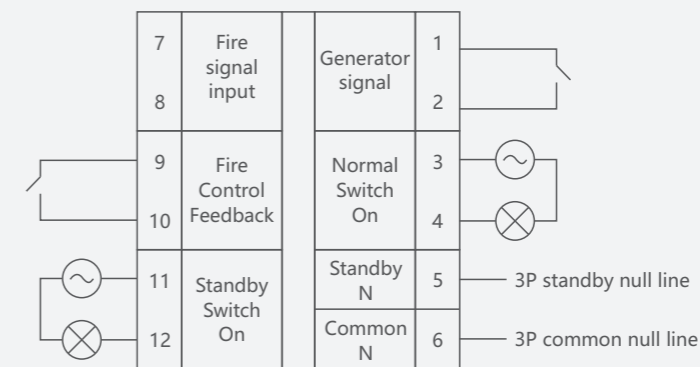 7
Fire
signal
input
8
9
Fire
Control
Feedback
10
11
Standby
Switch
On
12
Generator
signal
1
2
Normal
Switch
On
3
4
Standby
N
5
3P standby null line
Common
N
6
3P common null line